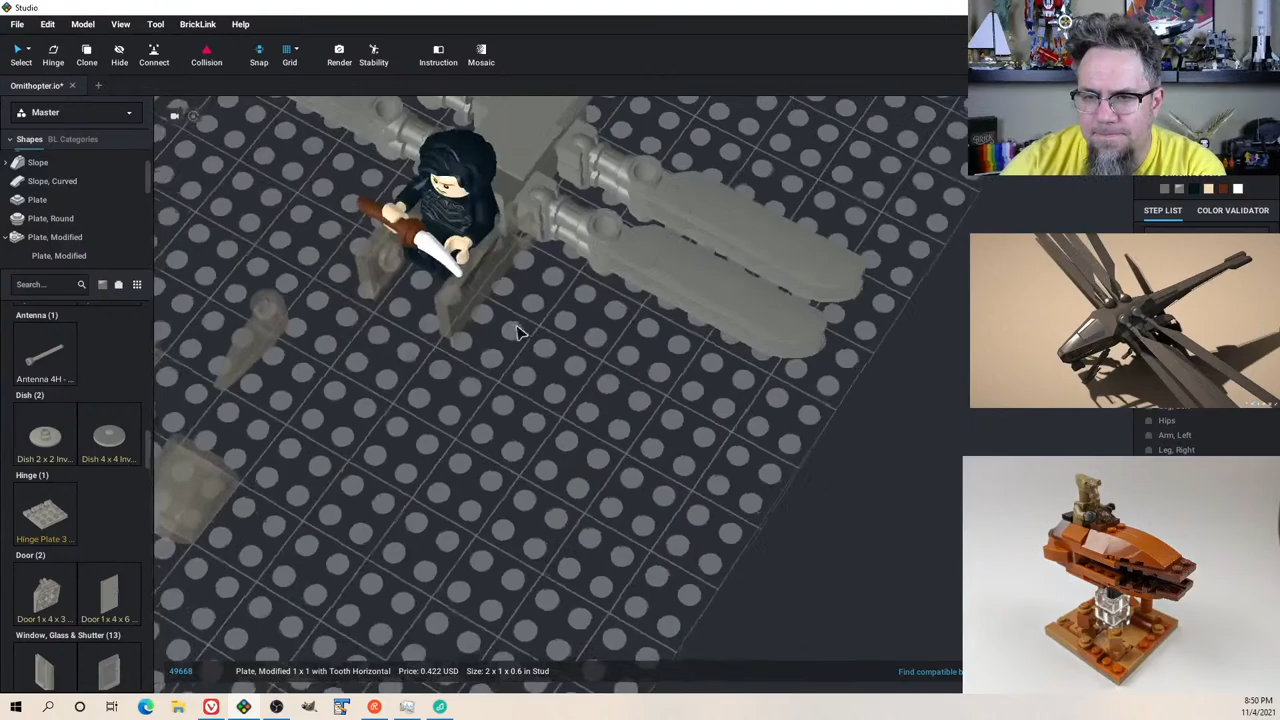 Studio
File Edit Model View Tool BrickLink Help
Select Hinge Clone Hide Connect Collision Snap Grid Render Stability Instruction Mosaic
Ornithopter.io* × +
Master
Shapes BL Categories
Slope
Slope, Curved
Plate
Plate, Round
Plate, Modified
Plate, Modified
Search...
Antenna (1)
Antenna 4H - ...
Dish (2)
Dish 2 x 2 Inv... Dish 4 x 4 Inv...
Hinge (1)
Hinge Plate 3 ...
Door (2)
Door 1 x 4 x 3 ... Door 1 x 4 x 6 ...
Window, Glass & Shutter (13)
49668 Plate, Modified 1 x 1 with Tooth Horizontal Price: 0.422 USD Size: 2 x 1 x 0.6 in Stud
Find compatible b
STEP LIST COLOR VALIDATOR
Hips
Arm, Left
Leg, Right
8:50 PM
11/4/2021